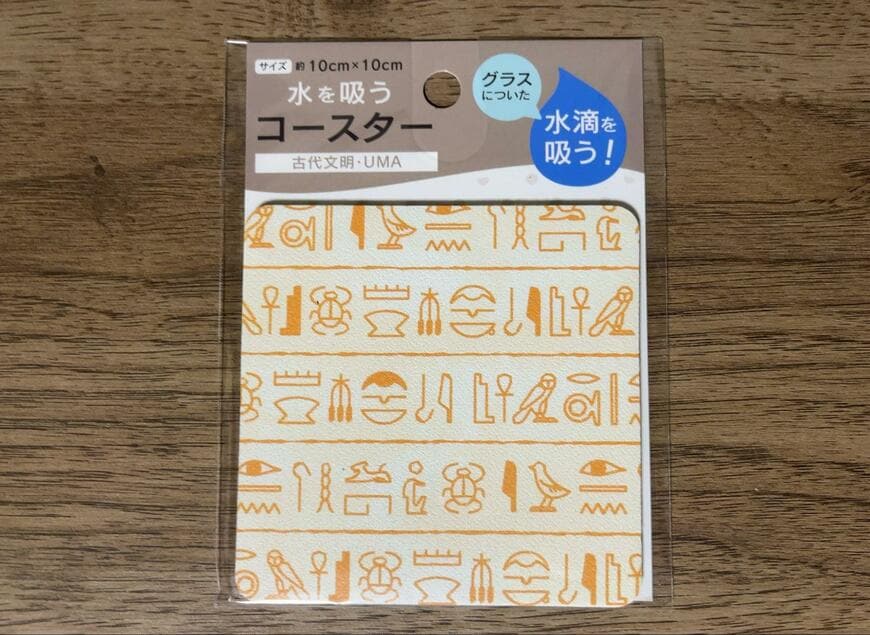 サイズ 約10cm×10cm
水を吸う
コースター
古代文明・UMA
グラス
についた
水滴を
吸う!